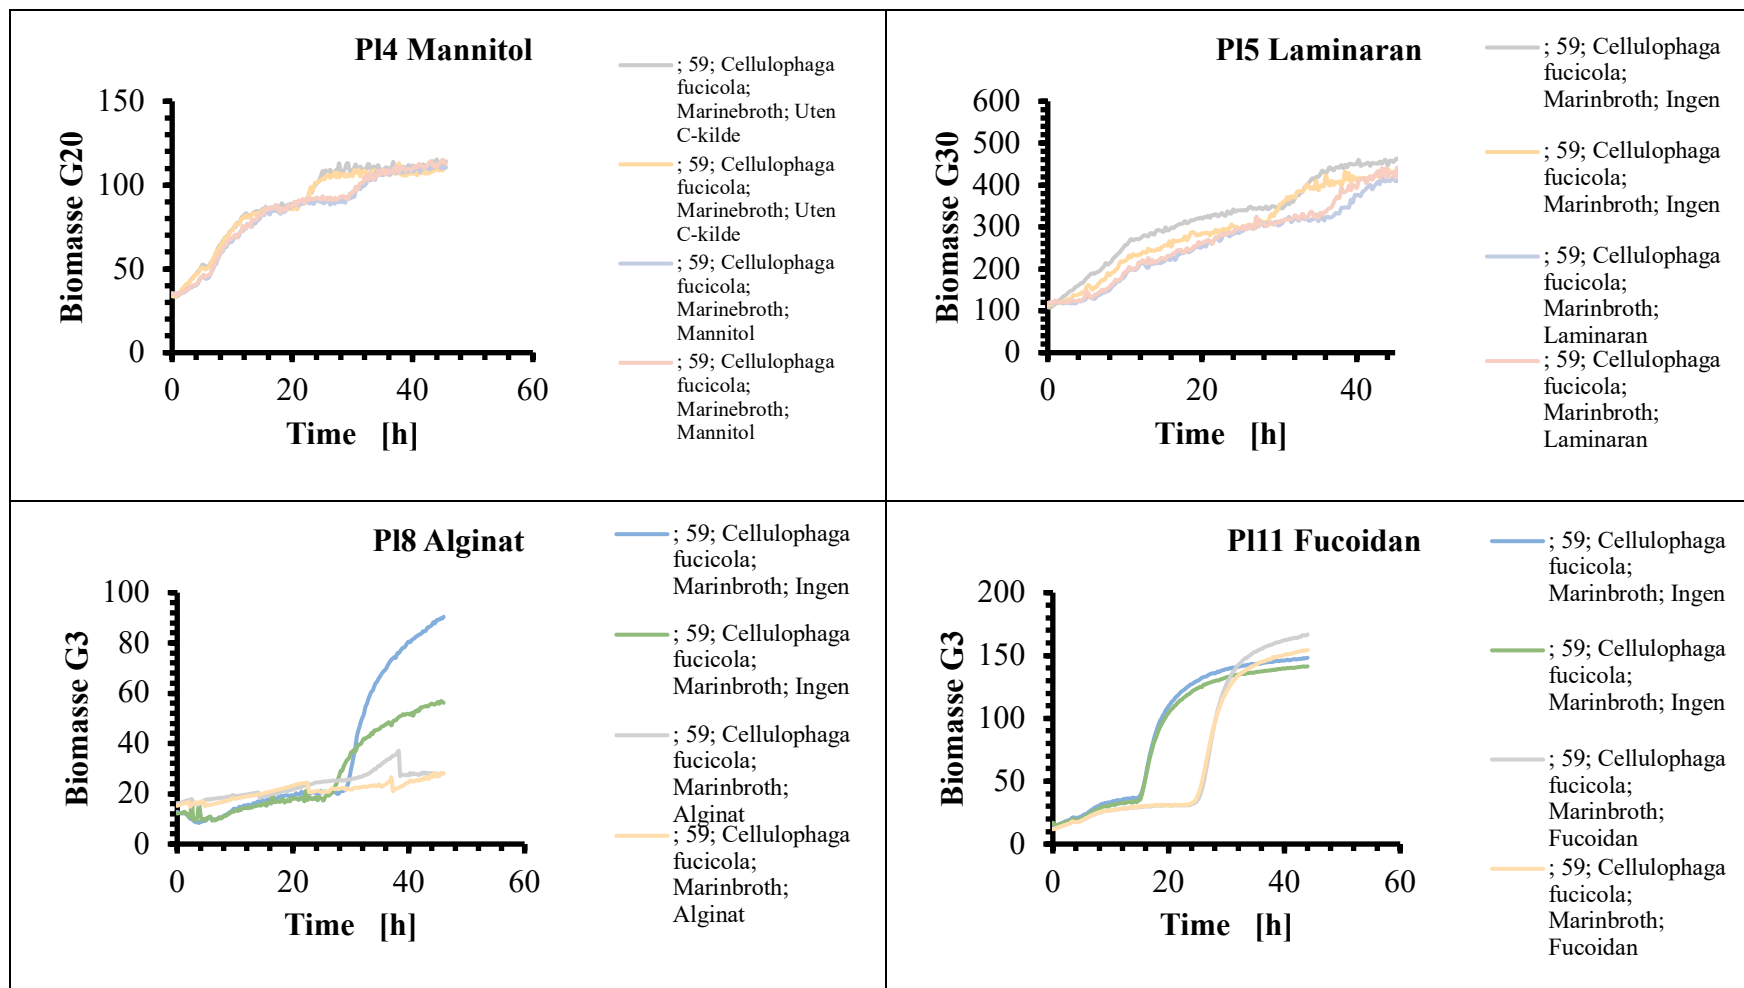 Pl4 Mannitol
Biomasse G20
150
100
50
0
0
20
40
60
Time [h]
; 59; Cellulophaga
fucicola;
Marinebroth; Uten
C-kilde
; 59; Cellulophaga
fucicola;
Marinebroth; Uten
C-kilde
; 59; Cellulophaga
fucicola;
Marinebroth;
Mannitol
; 59; Cellulophaga
fucicola;
Marinebroth;
Mannitol
Pl5 Laminaran
Biomasse G30
600
500
400
300
200
100
0
0
20
40
Time [h]
; 59; Cellulophaga
fucicola;
Marinbroth; Ingen
; 59; Cellulophaga
fucicola;
Marinbroth; Ingen
; 59; Cellulophaga
fucicola;
Marinbroth;
Laminaran
; 59; Cellulophaga
fucicola;
Marinbroth;
Laminaran
Pl8 Alginat
Biomasse G3
100
80
60
40
20
0
0
20
40
60
Time [h]
; 59; Cellulophaga
fucicola;
Marinbroth; Ingen
; 59; Cellulophaga
fucicola;
Marinbroth; Ingen
; 59; Cellulophaga
fucicola;
Marinbroth;
Alginat
; 59; Cellulophaga
fucicola;
Marinbroth;
Alginat
Pl11 Fucoidan
Biomasse G3
200
150
100
50
0
0
20
40
60
Time [h]
; 59; Cellulophaga
fucicola;
Marinbroth; Ingen
; 59; Cellulophaga
fucicola;
Marinbroth; Ingen
; 59; Cellulophaga
fucicola;
Marinbroth;
Fucoidan
; 59; Cellulophaga
fucicola;
Marinbroth;
Fucoidan